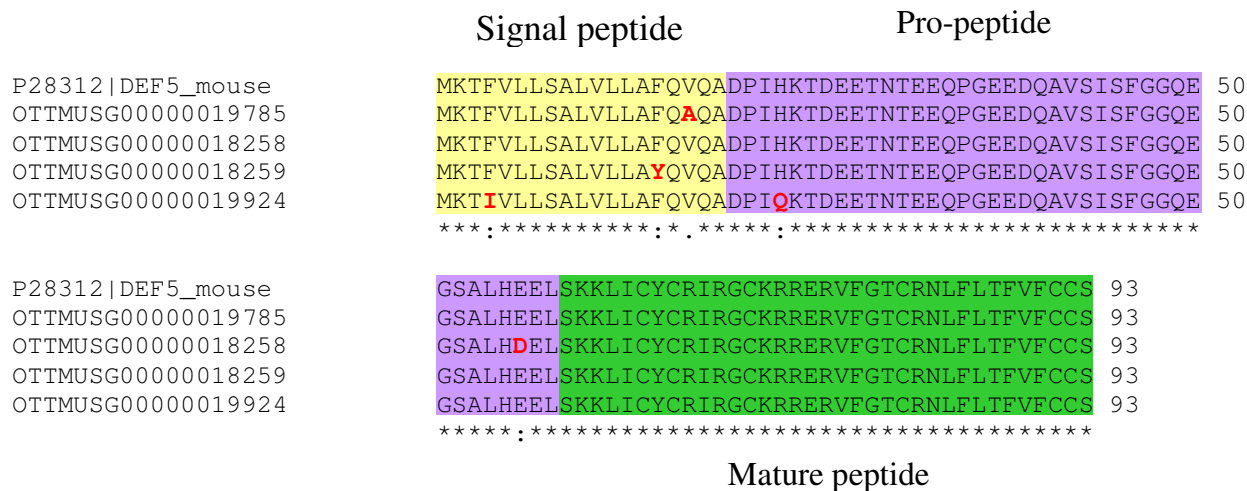 Signal peptide Pro-peptide
P28312|DEF5_mouse MKTFVLLSALVLLAFQVQADPIHKTDEETNTEEQPGEEDQAVSISFGGQE 50
OTTMUSG00000019785 MKTFVLLSALVLLAFQAQADPIHKTDEETNTEEQPGEEDQAVSISFGGQE 50
OTTMUSG00000018258 MKTFVLLSALVLLAFQVQADPIHKTDEETNTEEQPGEEDQAVSISFGGQE 50
OTTMUSG00000018259 MKTFVLLSALVLLAYQVQADPIHKTDEETNTEEQPGEEDQAVSISFGGQE 50
OTTMUSG00000019924 MKTIVLLSALVLLAFQVQADPIQKTDEETNTEEQPGEEDQAVSISFGGQE 50
***:**********:*.*****:***************************
P28312|DEF5_mouse GSALHEELSKKLICYCRIRGCKRRERVFGTCRNLFLTFVFCCS 93
OTTMUSG00000019785 GSALHEELSKKLICYCRIRGCKRRERVFGTCRNLFLTFVFCCS 93
OTTMUSG00000018258 GSALHDELSKKLICYCRIRGCKRRERVFGTCRNLFLTFVFCCS 93
OTTMUSG00000018259 GSALHEELSKKLICYCRIRGCKRRERVFGTCRNLFLTFVFCCS 93
OTTMUSG00000019924 GSALHEELSKKLICYCRIRGCKRRERVFGTCRNLFLTFVFCCS 93
*****:*************************************
Mature peptide